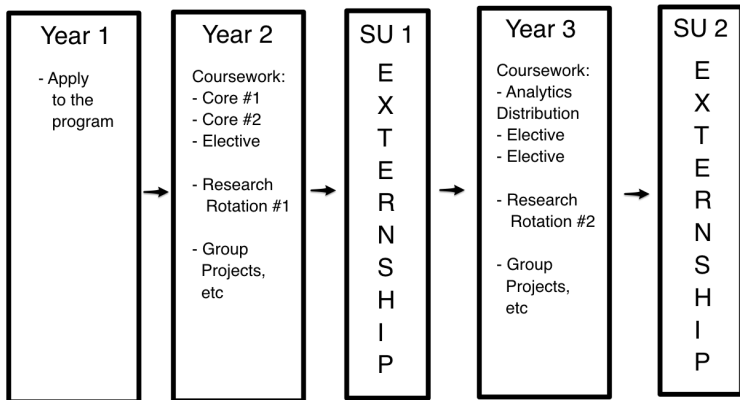 Year 1
- Apply
to the
program
Year 2
Coursework:
- Core #1
- Core #2
- Elective
- Research
Rotation #1
- Group
Projects,
etc
SU 1
E
X
T
E
R
N
S
H
I
P
Year 3
Coursework:
- Analytics
Distribution
- Elective
- Elective
- Research
Rotation #2
- Group
Projects,
etc
SU 2
E
X
T
E
R
N
S
H
I
P